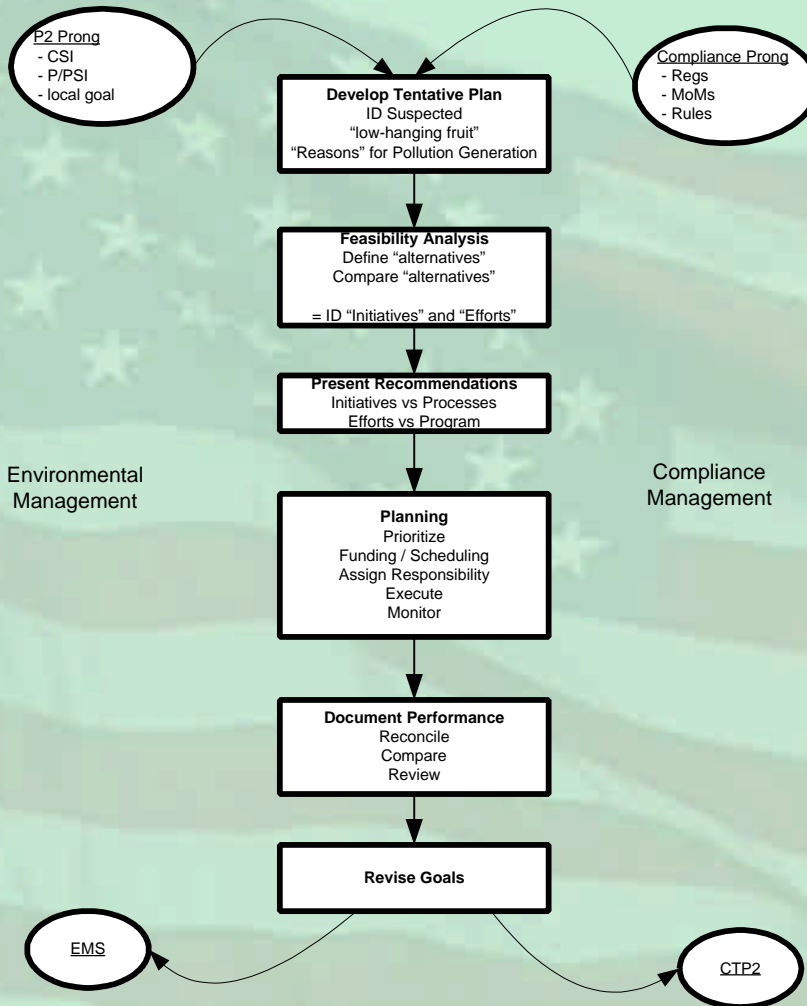 P2 Prong
- CSI
- P/PSI
- local goal
Compliance Prong
- Regs
- MoMs
- Rules
Develop Tentative Plan
ID Suspected
“low-hanging fruit”
“Reasons” for Pollution Generation
Feasibility Analysis
Define “alternatives”
Compare “alternatives”
= ID “Initiatives” and “Efforts”
Present Recommendations
Initiatives vs Processes
Efforts vs Program
Environmental
Management
Compliance
Management
Planning
Prioritize
Funding / Scheduling
Assign Responsibility
Execute
Monitor
Document Performance
Reconcile
Compare
Review
Revise Goals
EMS
CTP2